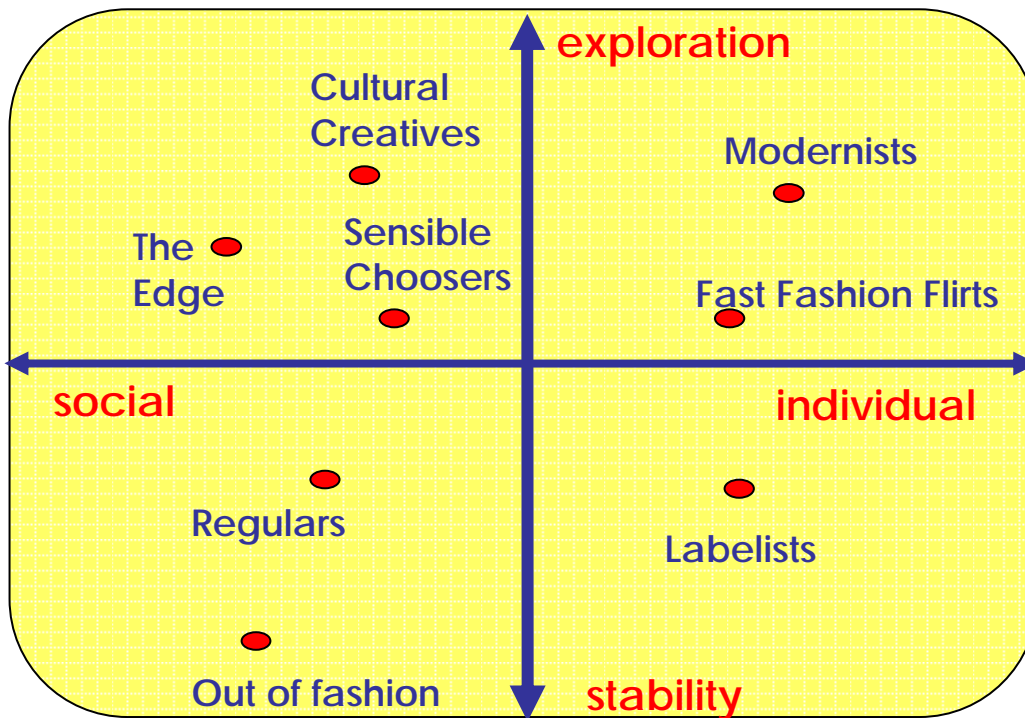 exploration
Cultural
Creatives
Modernists
The
Edge
Sensible
Choosers
Fast Fashion Flirts
social
individual
Regulars
Labelists
Out of fashion
stability